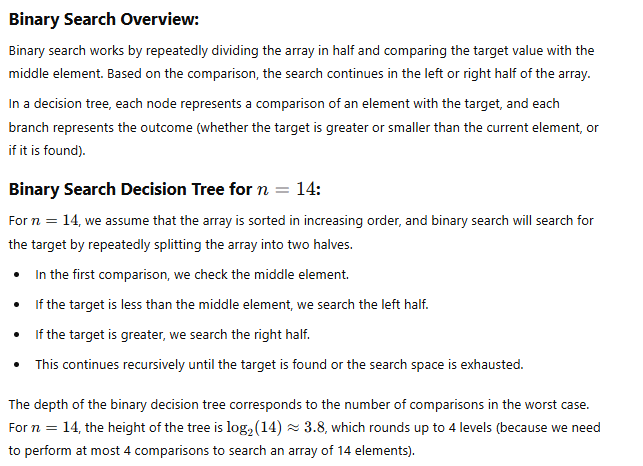 Binary Search Overview:
Binary search works by repeatedly dividing the array in half and comparing the target value with the
middle element. Based on the comparison, the search continues in the left or right half of the array.
In a decision tree, each node represents a comparison of an element with the target, and each
branch represents the outcome (whether the target is greater or smaller than the current element, or
if it is found).
Binary Search Decision Tree for n = 14:
For n = 14, we assume that the array is sorted in increasing order, and binary search will search for
the target by repeatedly splitting the array into two halves.
• In the first comparison, we check the middle element.
• If the target is less than the middle element, we search the left half.
• If the target is greater, we search the right half.
• This continues recursively until the target is found or the search space is exhausted.
The depth of the binary decision tree corresponds to the number of comparisons in the worst case.
For n = 14, the height of the tree is log₂(14) ≈ 3.8, which rounds up to 4 levels (because we need
to perform at most 4 comparisons to search an array of 14 elements).